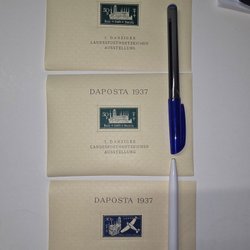 1. DANZIGER
LANDESPOSTWERTZEICHEN
AUSSTELLUNG
DAPOSTA 1937
1. DANZIGER
LANDESPOSTWERTZEICHEN
AUSSTELLUNG
DAPOSTA 1937